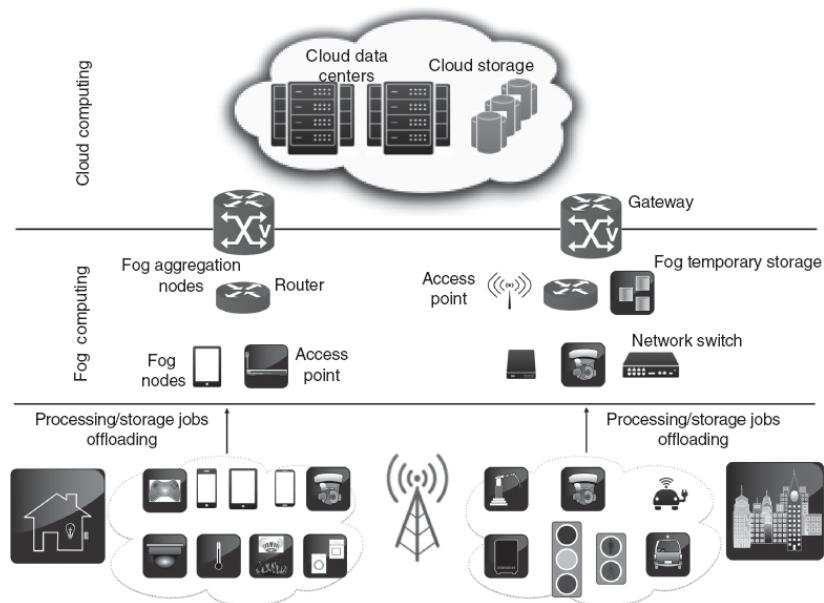 Cloud computing
Cloud data
centers
Cloud storage
Gateway
Fog computing
Fog aggregation
nodes
Router
Access
point
Fog temporary storage
Fog
nodes
Access
point
Network switch
Processing/storage jobs
offloading
Processing/storage jobs
offloading